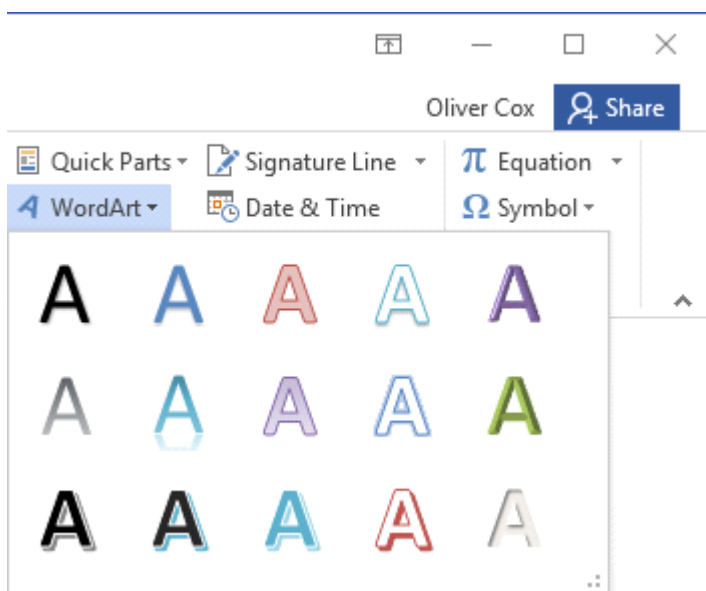 Oliver Cox Share
Quick Parts Signature Line π Equation
A WordArt Date & Time Ω Symbol
A A A A A
A A A A A
A A A A A